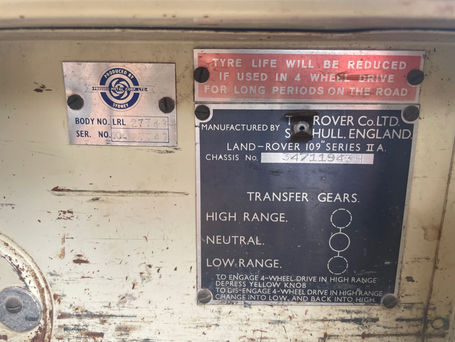 PRODUCED BY
SYDNEY
BODY NO. LRL
SER. NO.
TYRE LIFE WILL BE REDUCED
IF USED IN 4 WHEEL DRIVE
FOR LONG PERIODS ON THE ROAD
MANUFACTURED BY ROVER Co. LTD
HULL. ENGLAND.
LAND-ROVER 109" SERIES II A.
CHASSIS No.
TRANSFER GEARS.
HIGH RANGE.
NEUTRAL.
LOW RANGE.
TO ENGAGE 4-WHEEL DRIVE IN HIGH RANGE
DEPRESS YELLOW KNOB
TO DIS-ENGAGE 4-WHEEL DRIVE IN HIGH RANGE
CHANGE INTO LOW, AND BACK INTO HIGH.